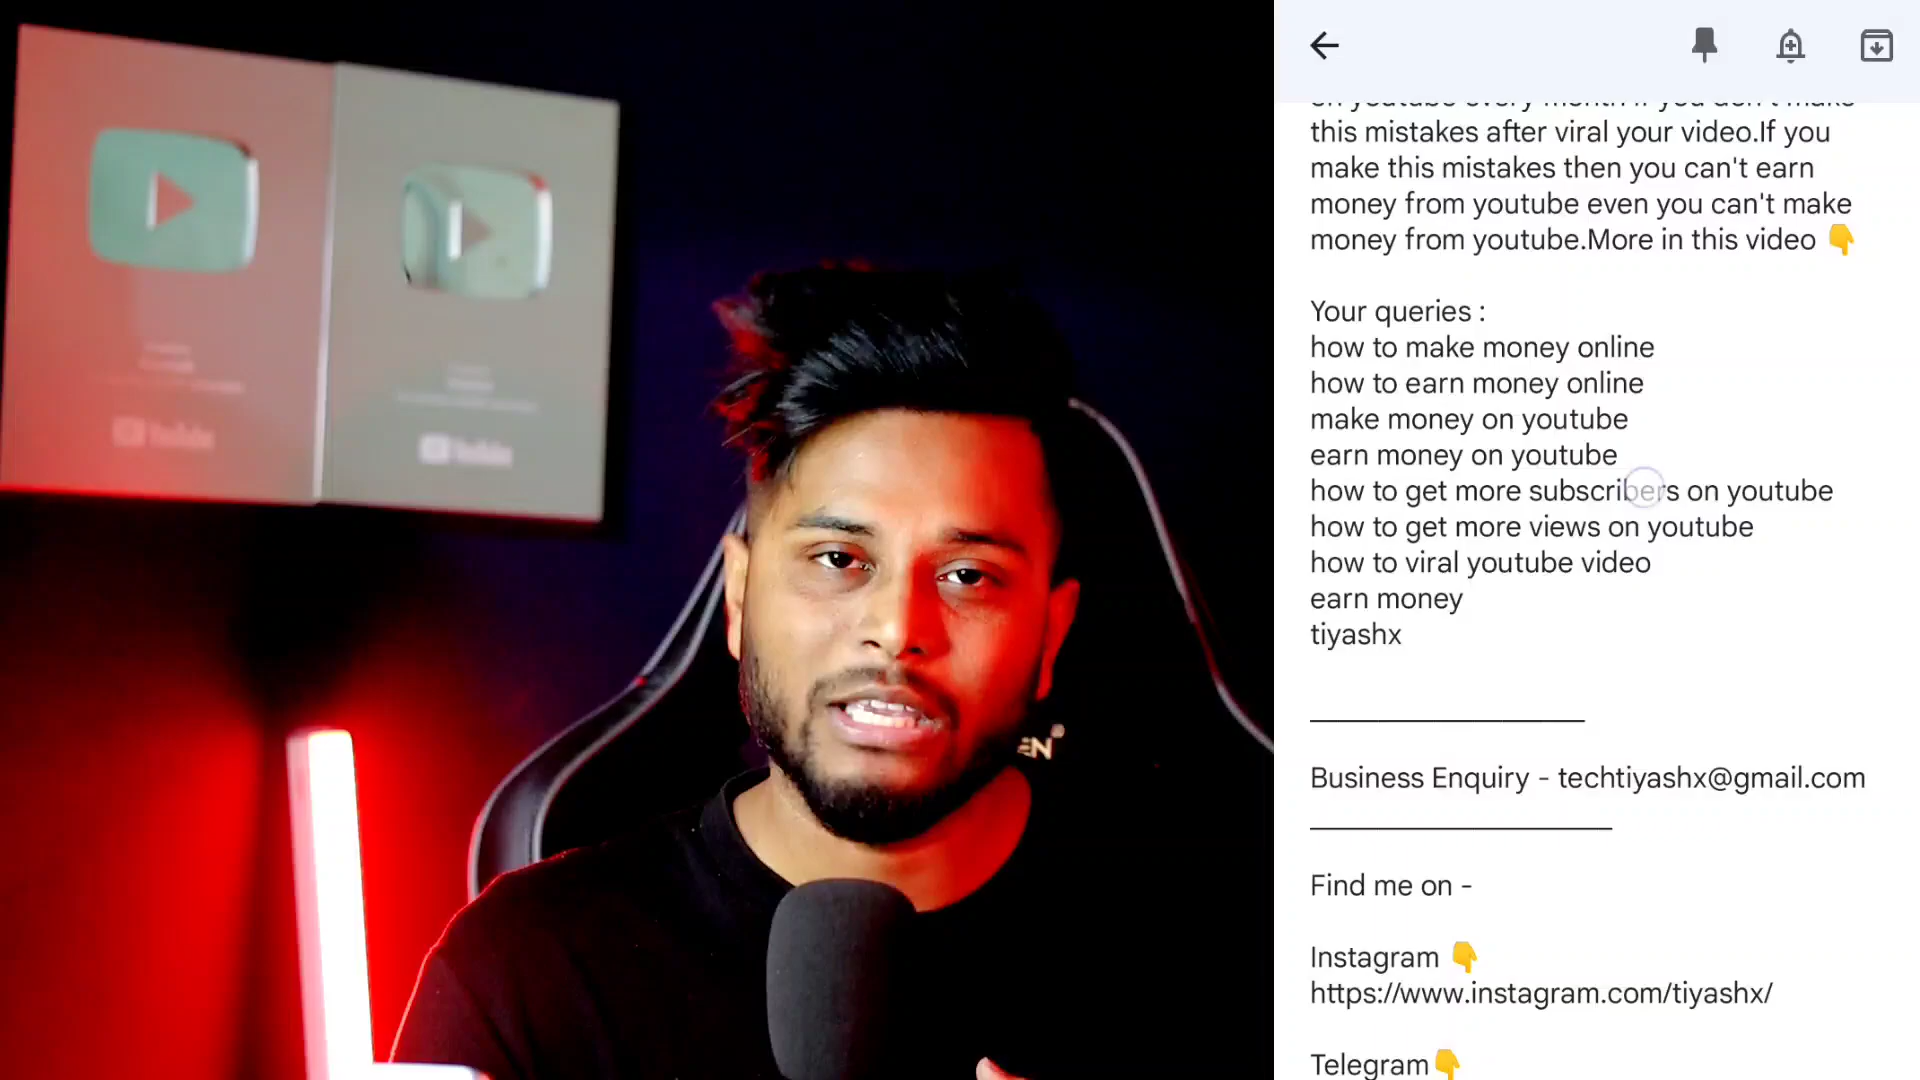 YouTube
YouTube
EN
this mistakes after viral your video.If you
make this mistakes then you can't earn
money from youtube even you can't make
money from youtube.More in this video 👇
Your queries :
how to make money online
how to earn money online
make money on youtube
earn money on youtube
how to get more subscribers on youtube
how to get more views on youtube
how to viral youtube video
earn money
tiyashx
Business Enquiry - techtiyashx@gmail.com
Find me on -
Instagram 👇
https://www.instagram.com/tiyashx/
Telegram👇